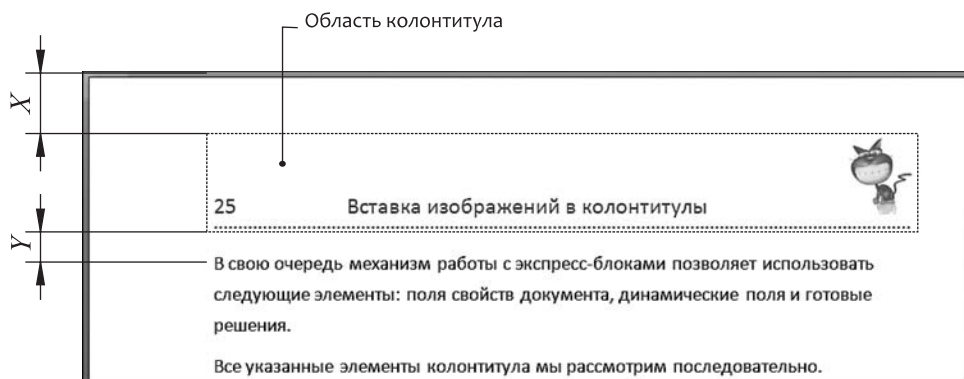 Область колонтитула
X
25 Вставка изображений в колонтитулы
Y
В свою очередь механизм работы с экспресс-блоками позволяет использовать
следующие элементы: поля свойств документа, динамические поля и готовые
решения.
Все указанные элементы колонтитула мы рассмотрим последовательно.